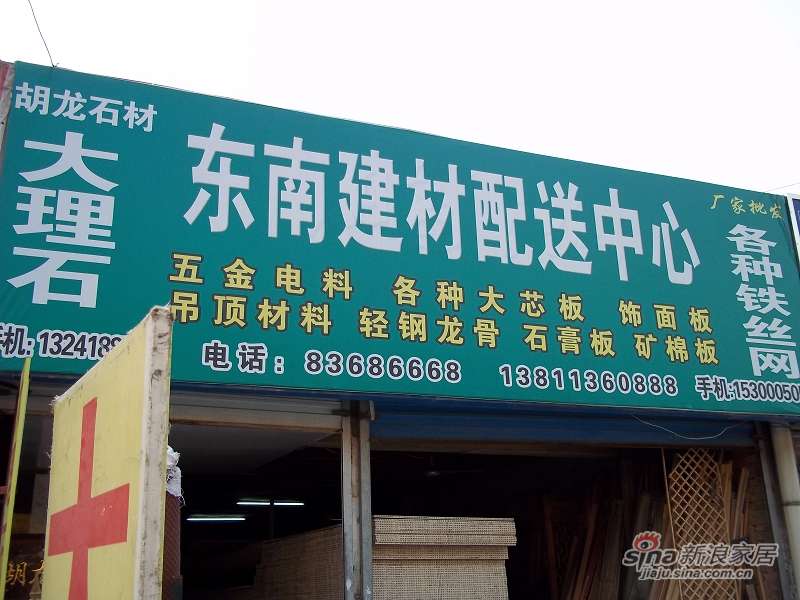 胡龙石材
大理石
手机:132418
东南建材配送中心
五金电料 各种大芯板 饰面板
吊顶材料 轻钢龙骨 石膏板 矿棉板
电话：83686668 13811360888
厂家批发
各种铁丝网
手机:15300050
sina新浪家居
jiaju.sina.com.cn